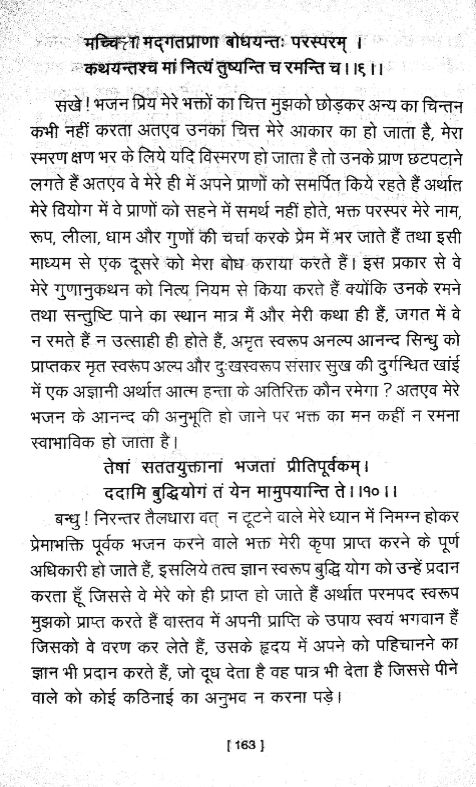 मच्चित्ता मद्गतप्राणा बोधयन्तः परस्परम् ।
कथयन्तश्च मां नित्यं तुष्यन्ति च रमन्ति च।।६।।
सखे! भजन प्रिय मेरे भक्तों का चित्त मुझको छोड़कर अन्य का चिन्तन
कभी नहीं करता अतएव उनका चित्त मेरे आकार का हो जाता है, मेरा
स्मरण क्षण भर के लिये यदि विस्मरण हो जाता है तो उनके प्राण छटपटाने
लगते हैं अतएव वे मेरे ही में अपने प्राणों को समर्पित किये रहते हैं अर्थात
मेरे वियोग में वे प्राणों को सहने में समर्थ नहीं होते, भक्त परस्पर मेरे नाम,
रूप, लीला, धाम और गुणों की चर्चा करके प्रेम में भर जाते हैं तथा इसी
माध्यम से एक दूसरे को मेरा बोध कराया करते हैं। इस प्रकार से वे
मेरे गुणानुकथन को नित्य नियम से किया करते हैं क्योंकि उनके रमने
तथा सन्तुष्टि पाने का स्थान मात्र मैं और मेरी कथा ही हैं, जगत में वे
न रमते हैं न उत्साही ही होते हैं, अमृत स्वरूप अनल्प आनन्द सिन्धु को
प्राप्तकर मृत स्वरूप अल्प और दुःखस्वरूप संसार सुख की दुर्गन्धित खांई
में एक अज्ञानी अर्थात आत्म हन्ता के अतिरिक्त कौन रमेगा ? अतएव मेरे
भजन के आनन्द की अनुभूति हो जाने पर भक्त का मन कहीं न रमना
स्वाभाविक हो जाता है।
तेषां सततयुक्तानां भजतां प्रीतिपूर्वकम्।
ददामि बुद्धियोगं तं येन मामुपयान्ति ते।।१०।।
बन्धु! निरन्तर तैलधारा वत् न टूटने वाले मेरे ध्यान में निमग्न होकर
प्रेमाभक्ति पूर्वक भजन करने वाले भक्त मेरी कृपा प्राप्त करने के पूर्ण
अधिकारी हो जाते हैं, इसलिये तत्व ज्ञान स्वरूप बुद्धि योग को उन्हें प्रदान
करता हूँ जिससे वे मेरे को ही प्राप्त हो जाते हैं अर्थात परमपद स्वरूप
मुझको प्राप्त करते हैं वास्तव में अपनी प्राप्ति के उपाय स्वयं भगवान हैं
जिसको वे वरण कर लेते हैं, उसके हृदय में अपने को पहिचानने का
ज्ञान भी प्रदान करते हैं, जो दूध देता है वह पात्र भी देता है जिससे पीने
वाले को कोई कठिनाई का अनुभव न करना पड़े।
[ 163 ]